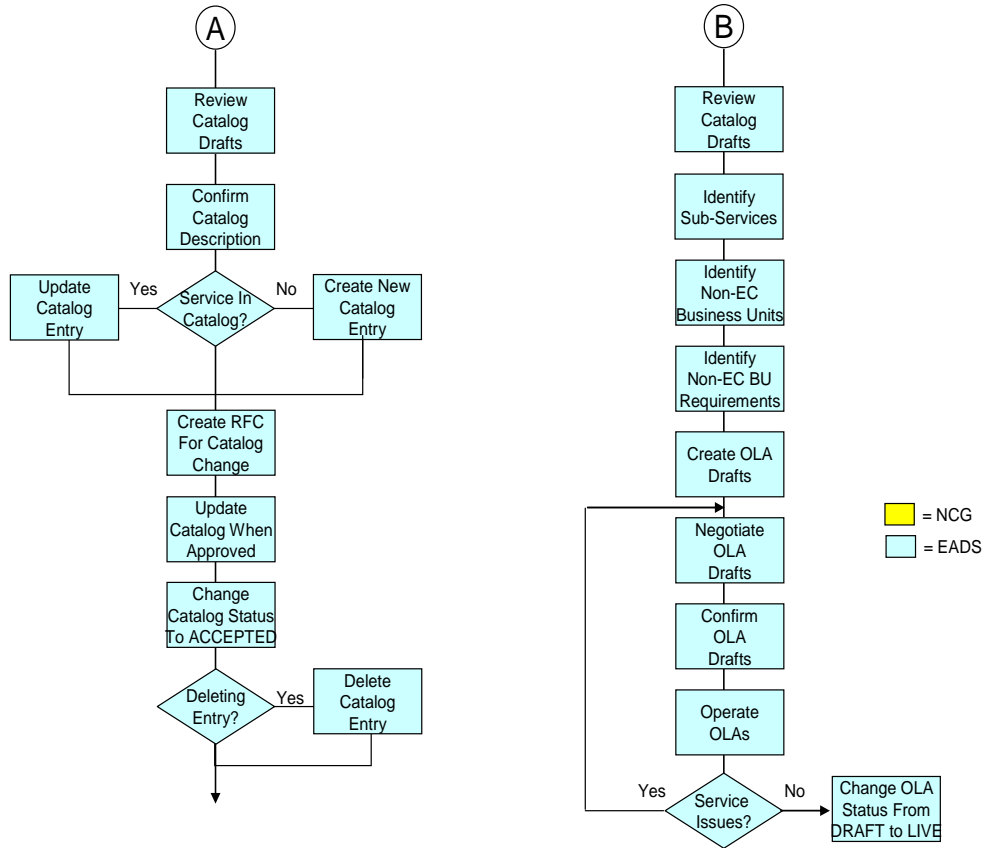 A
Review
Catalog
Drafts
Confirm
Catalog
Description
Service In
Catalog?
Yes
Update
Catalog
Entry
No
Create New
Catalog
Entry
Create RFC
For Catalog
Change
Update
Catalog When
Approved
Change
Catalog Status
To ACCEPTED
Deleting
Entry?
Yes
Delete
Catalog
Entry
B
Review
Catalog
Drafts
Identify
Sub-Services
Identify
Non-EC
Business Units
Identify
Non-EC BU
Requirements
Create OLA
Drafts
Negotiate
OLA
Drafts
Confirm
OLA
Drafts
Operate
OLAs
Service
Issues?
Yes
No
Change OLA
Status From
DRAFT to LIVE
= NCG
= EADS